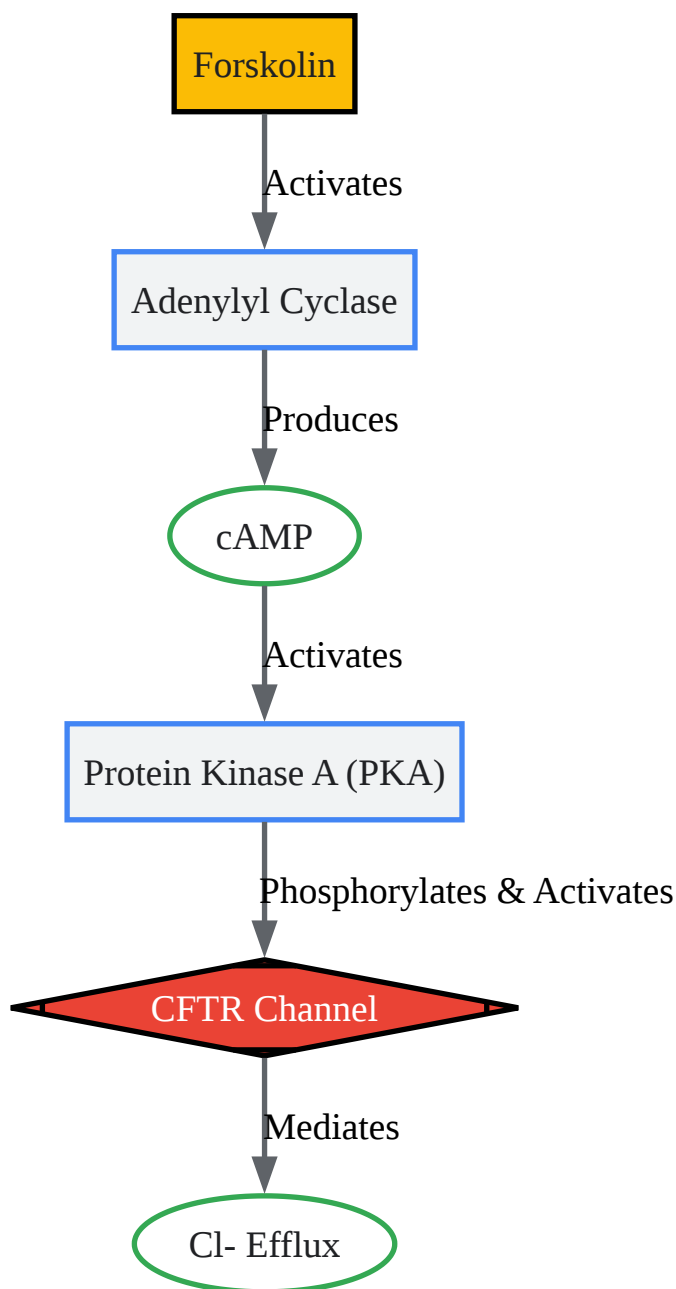 Forskolin
Activates
Adenylyl Cyclase
Produces
cAMP
Activates
Protein Kinase A (PKA)
Phosphorylates & Activates
CFTR Channel
Mediates
Cl- Efflux